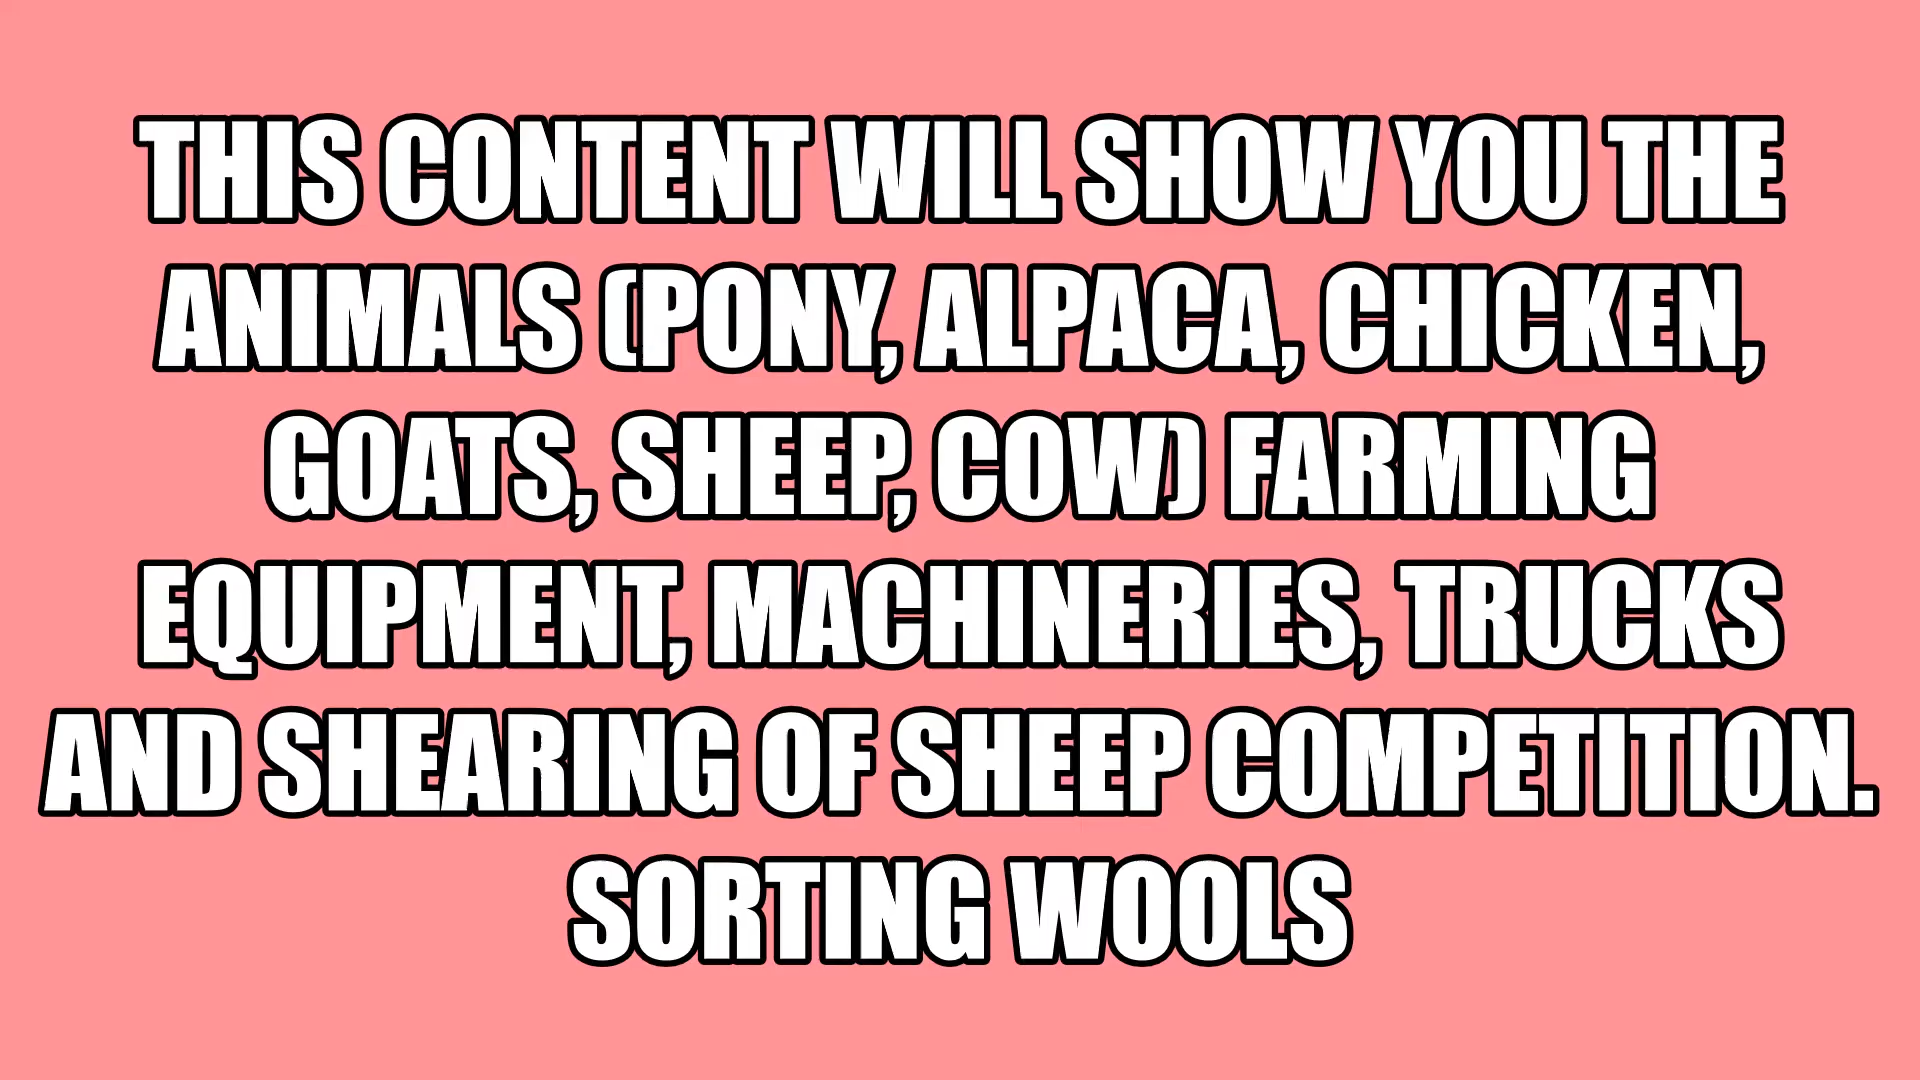 THIS CONTENT WILL SHOW YOU THE
ANIMALS (PONY, ALPACA, CHICKEN,
GOATS, SHEEP, COW) FARMING
EQUIPMENT, MACHINERIES, TRUCKS
AND SHEARING OF SHEEP COMPETITION.
SORTING WOOLS